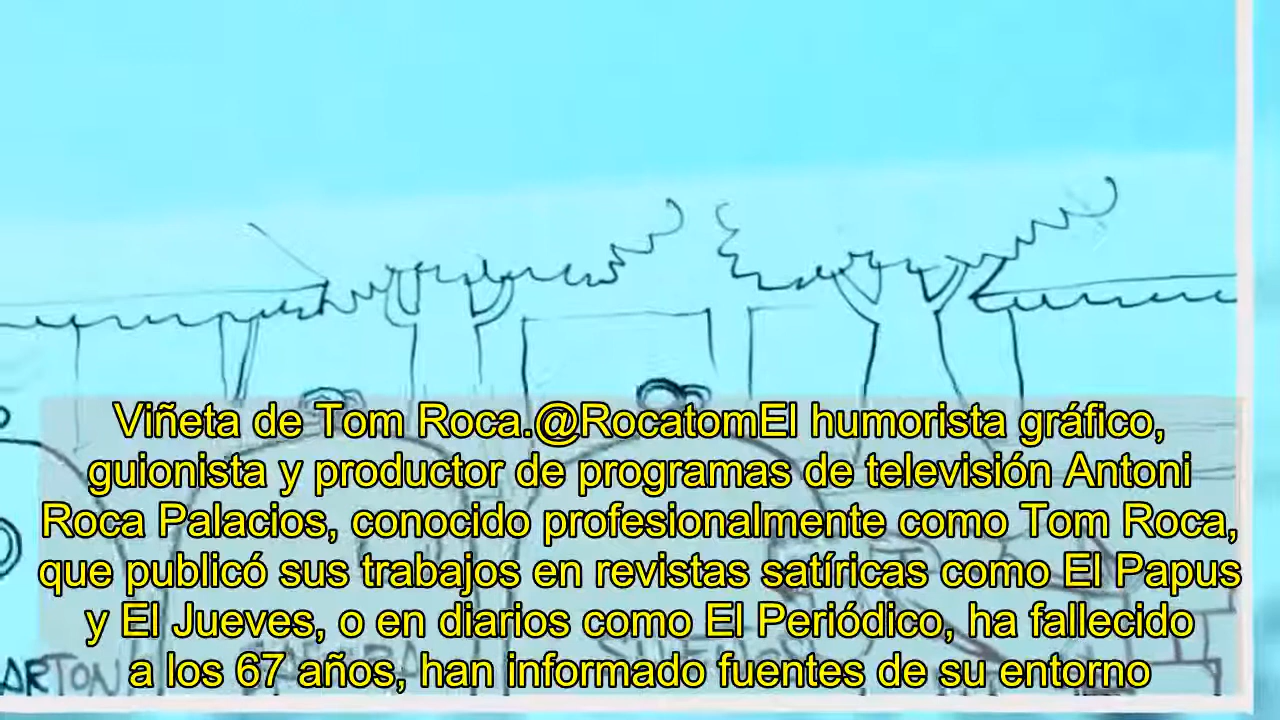 Viñeta de Tom Roca.@RocatomEl humorista gráfico,
guionista y productor de programas de televisión Antoni
Roca Palacios, conocido profesionalmente como Tom Roca,
que publicó sus trabajos en revistas satíricas como El Papus
y El Jueves, o en diarios como El Periódico, ha fallecido
a los 67 años, han informado fuentes de su entorno